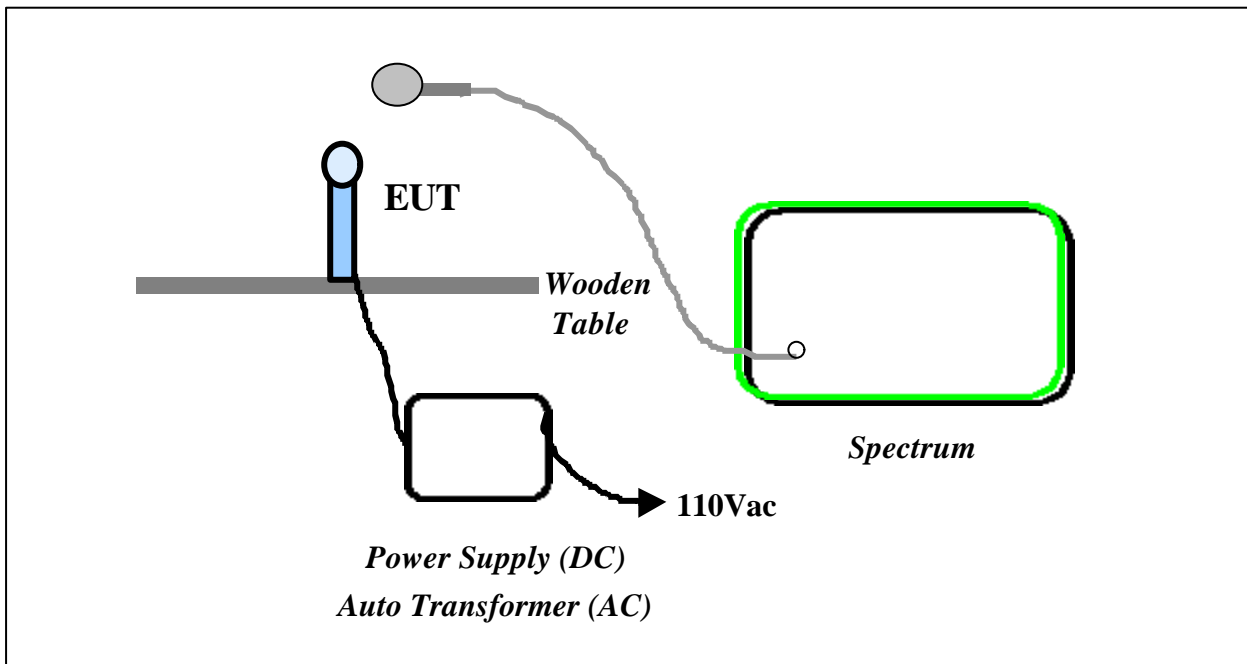 EUT
Wooden
Table
Spectrum
110Vac
Power Supply (DC)
Auto Transformer (AC)